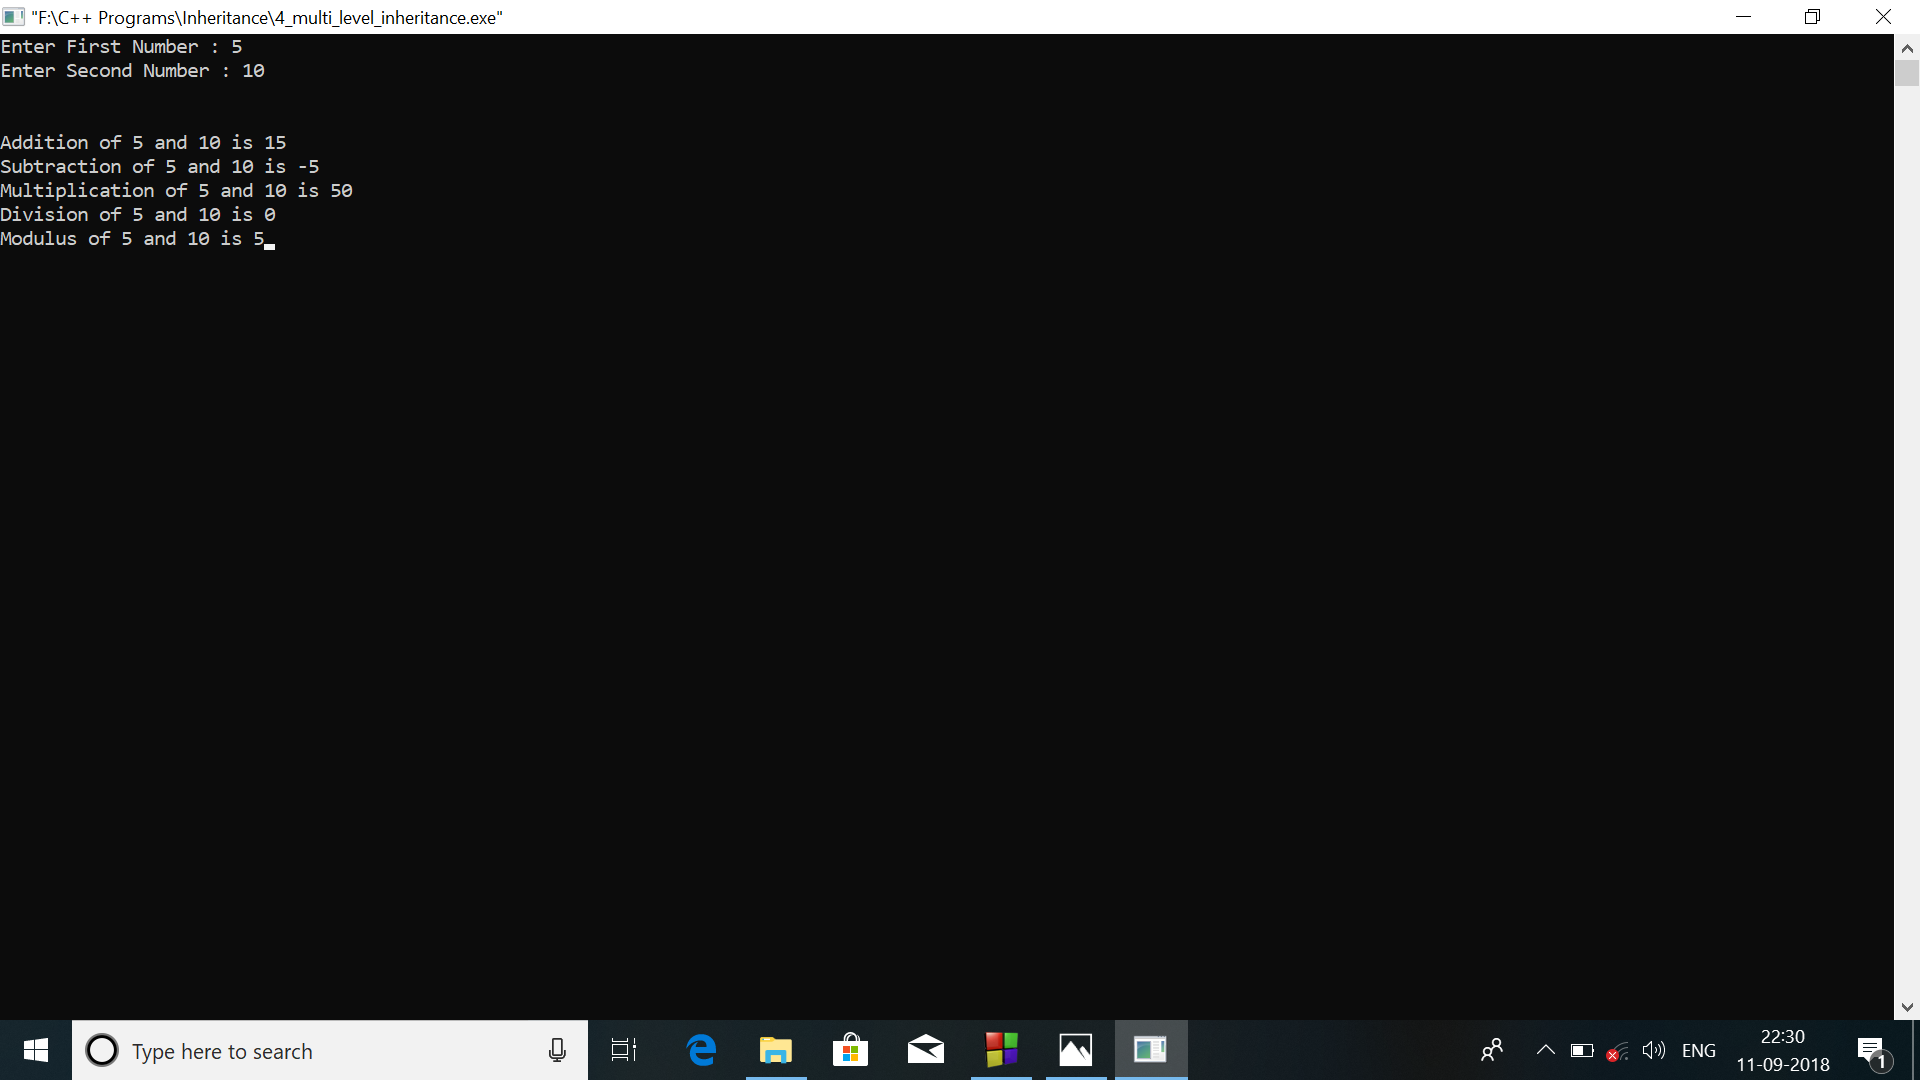 "F:\C++ Programs\Inheritance\4_multi_level_inheritance.exe"
Enter First Number : 5
Enter Second Number : 10
Addition of 5 and 10 is 15
Subtraction of 5 and 10 is -5
Multiplication of 5 and 10 is 50
Division of 5 and 10 is 0
Modulus of 5 and 10 is 5
Type here to search
ENG
22:30
11-09-2018
1